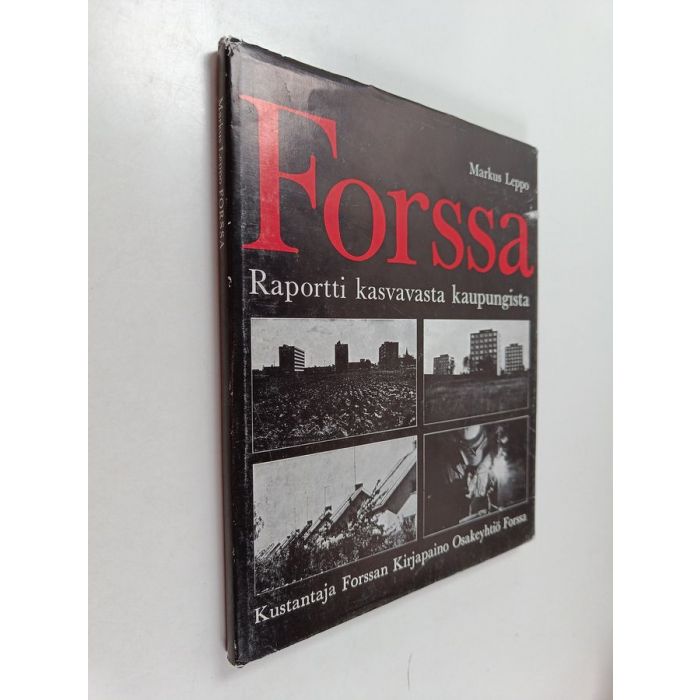 Markus Leppo
Forssa
Raportti kasvavasta kaupungista
Kustantaja Forssan Kirjapaino Osakeyhtiö Forssa
Markus Leppo FORSSA